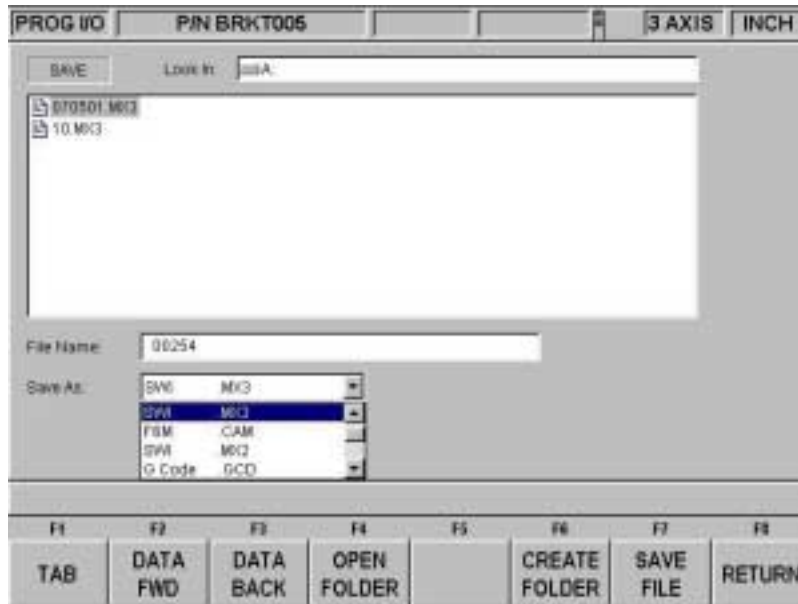 PROG I/O P/N BRKT005 3 AXIS INCH
SAVE Look In:
070501.MX3
10.MX3
File Name: 00254
Save As: SWI MX3
SWI MX3
FSM CAM
SWI MX2
G Code .GCD
F1 F2 F3 F4 F5 F6 F7 F8
TAB DATA FWD DATA BACK OPEN FOLDER CREATE FOLDER SAVE FILE RETURN